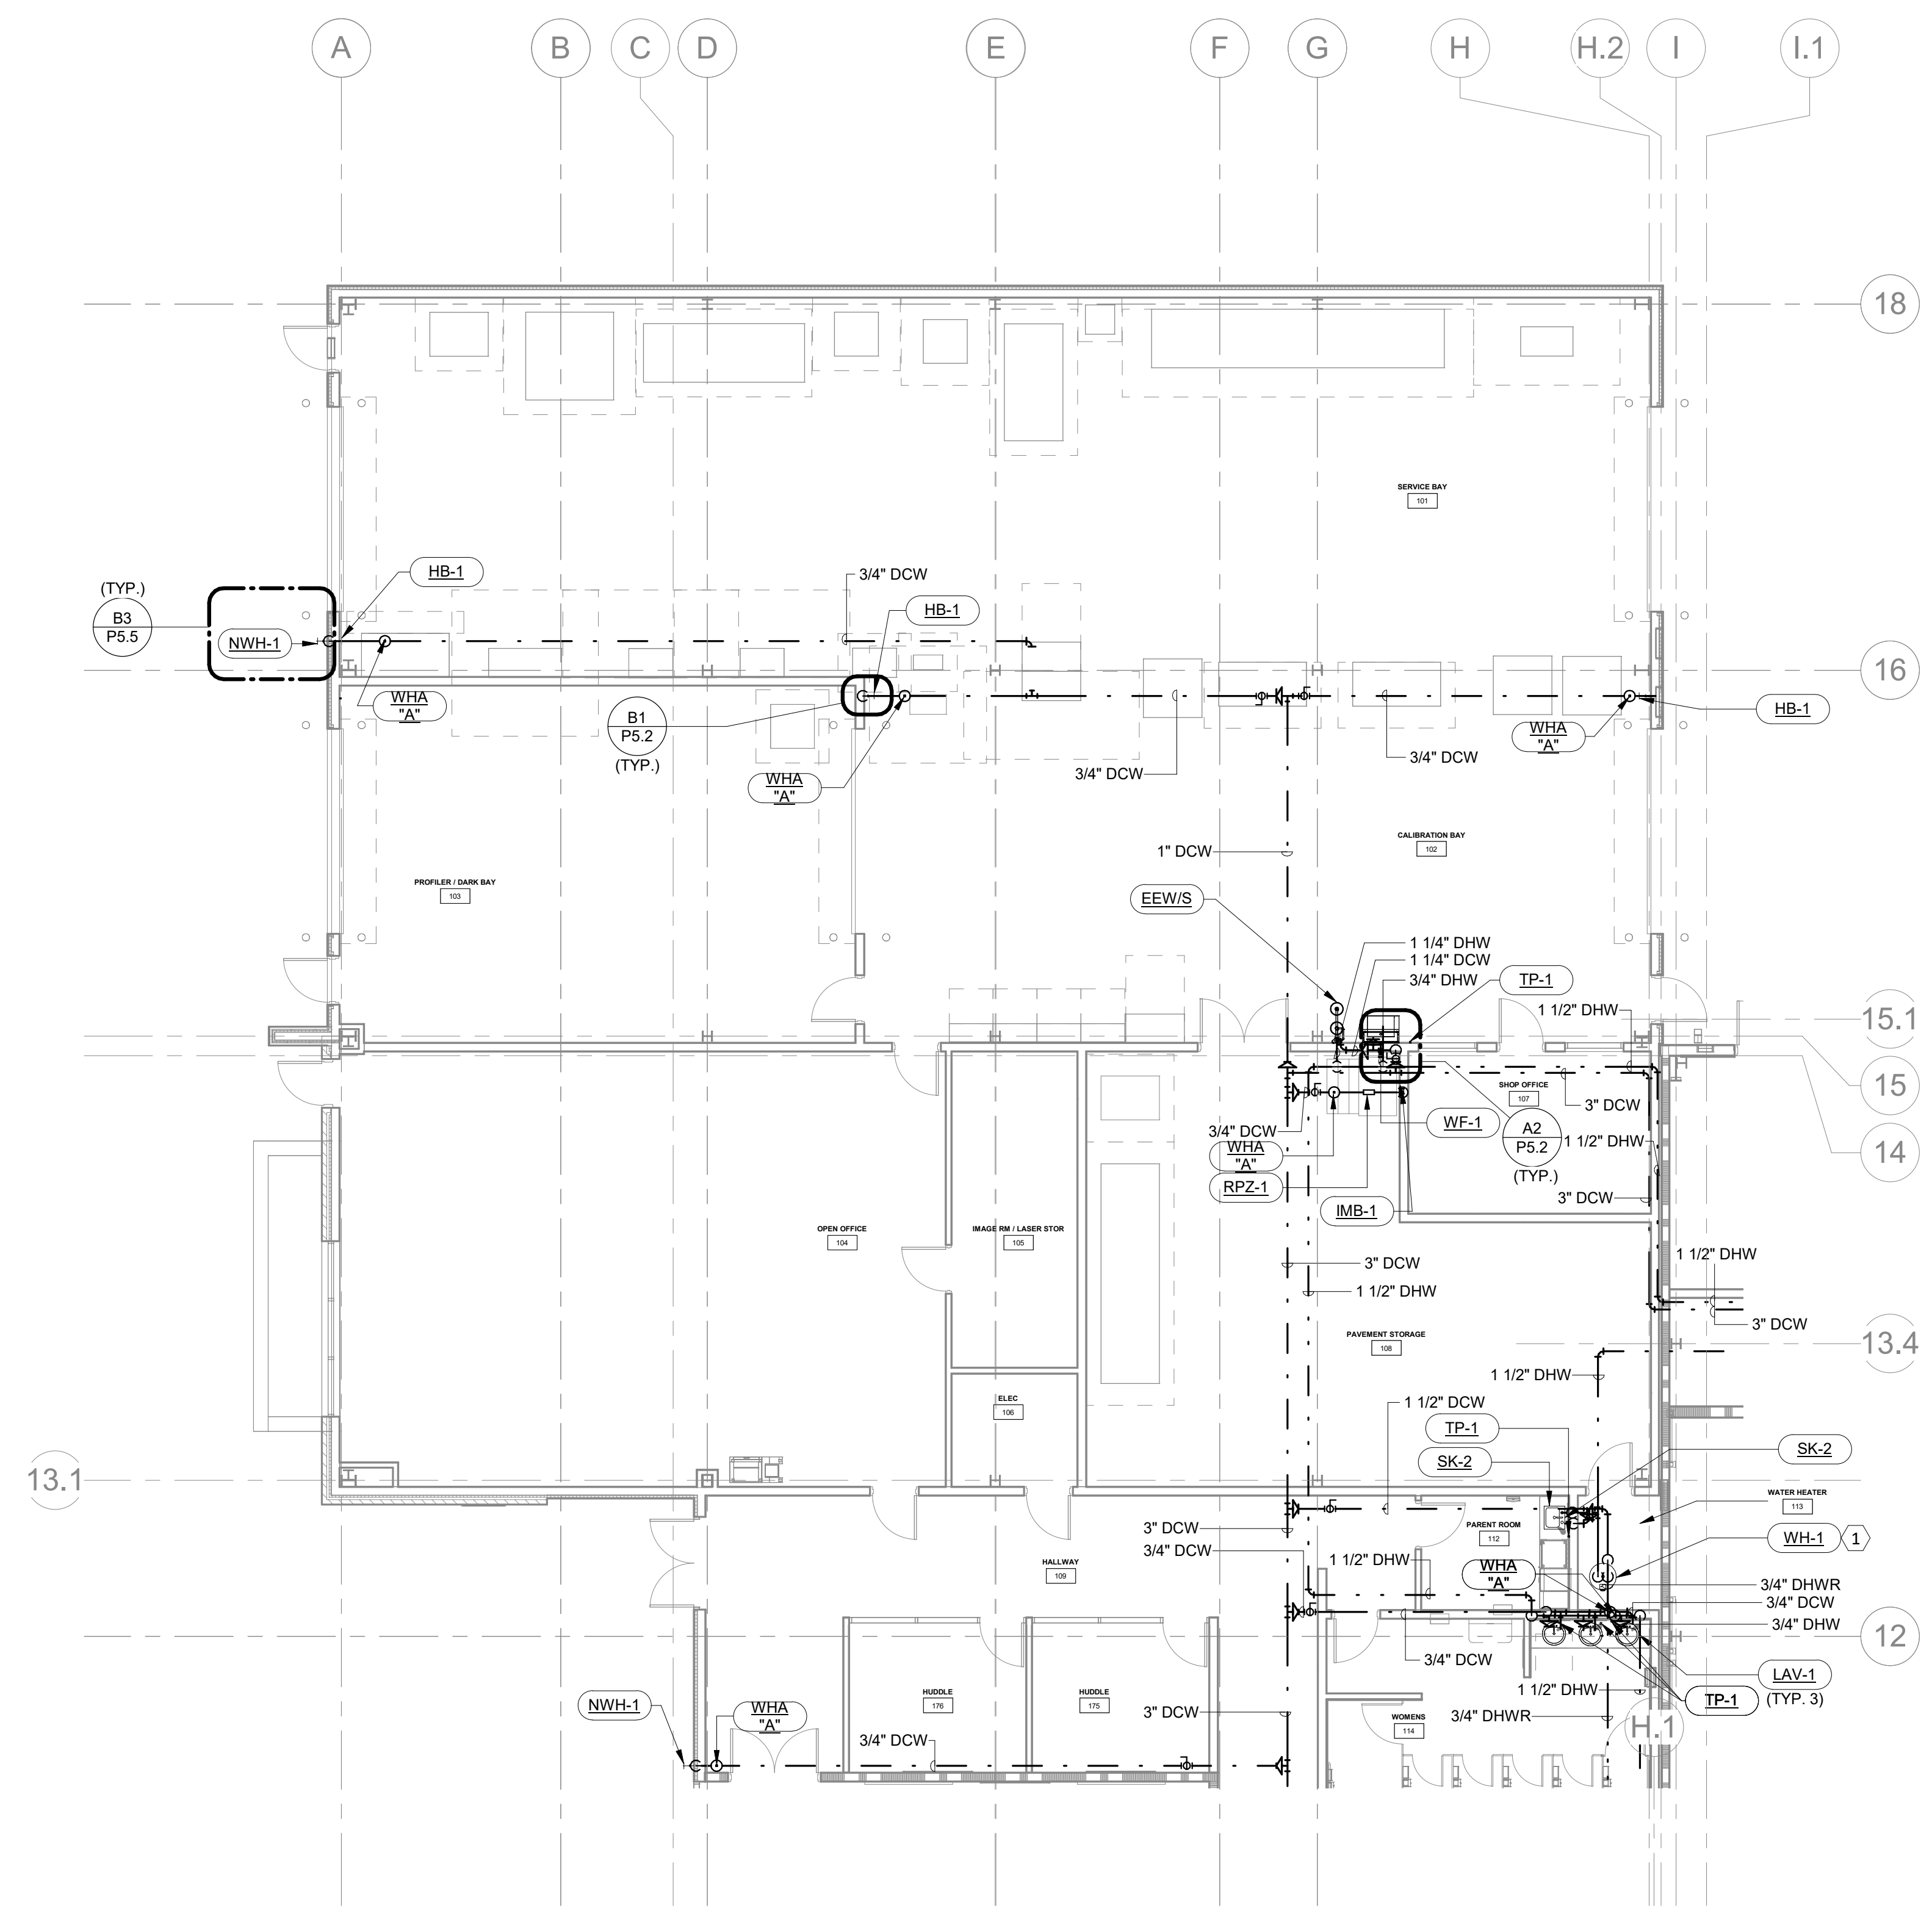 A
B
C
D
E
F
G
H
H.2
I
I.1
18
SERVICE BAY
101
(TYP.)
B3
P5.5
NWH-1
HB-1
3/4" DCW
HB-1
16
WHA
"A"
B1
P5.2
(TYP.)
WHA
"A"
3/4" DCW
3/4" DCW
WHA
"A"
HB-1
1" DCW
CALIBRATION BAY
102
PROFILER / DARK BAY
103
EEW/S
1 1/4" DHW
1 1/4" DCW
3/4" DHW
TP-1
1 1/2" DHW
15.1
15
SHOP OFFICE
107
3" DCW
3/4" DCW
WHA
"A"
RPZ-1
WF-1
A2
P5.2
(TYP.)
1 1/2" DHW
14
IMB-1
3" DCW
OPEN OFFICE
104
IMAGE RM / LASER STOR
105
3" DCW
1 1/2" DHW
1 1/2" DHW
3" DCW
PAVEMENT STORAGE
108
13.4
1 1/2" DHW
ELEC
106
1 1/2" DCW
TP-1
SK-2
SK-2
13.1
WATER HEATER
113
3" DCW
3/4" DCW
PARENT ROOM
112
WH-1
1
HALLWAY
109
1 1/2" DHW
WHA
"A"
3/4" DHWR
3/4" DCW
3/4" DHW
12
3/4" DCW
LAV-1
(TYP. 3)
TP-1
1 1/2" DHW
H.1
HUDDLE
176
HUDDLE
175
NWH-1
WHA
"A"
3/4" DCW
3" DCW
WOMENS
114
3/4" DHWR